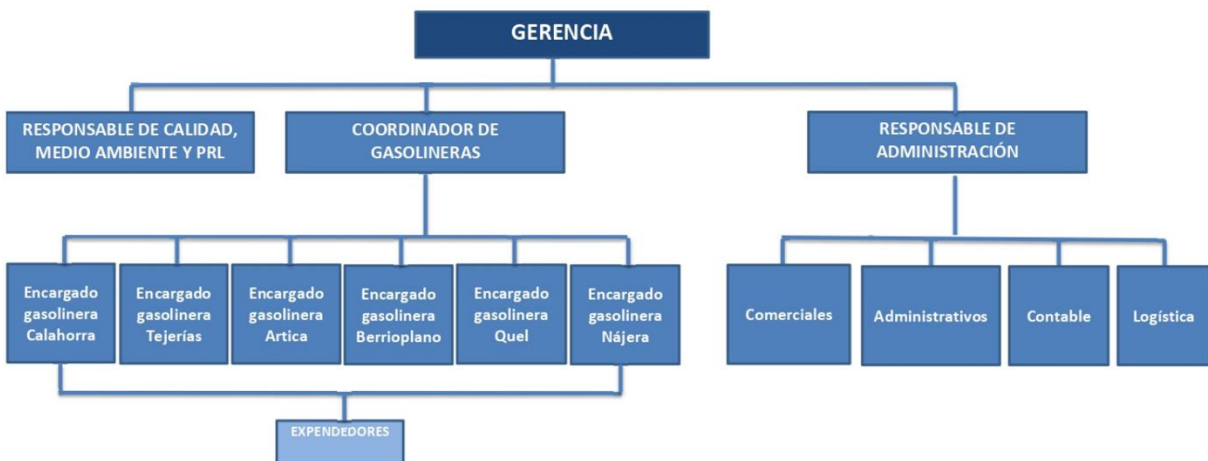 GERENCIA
RESPONSABLE DE CALIDAD,
MEDIO AMBIENTE Y PRL
COORDINADOR DE
GASOLINERAS
RESPONSABLE DE
ADMINISTRACIÓN
Encargado
gasolinera
Calahorra
Encargado
gasolinera
Tejerías
Encargado
gasolinera
Artica
Encargado
gasolinera
Berrioplano
Encargado
gasolinera
Quel
Encargado
gasolinera
Nájera
Comerciales
Administrativos
Contable
Logística
EXPENDEDORES